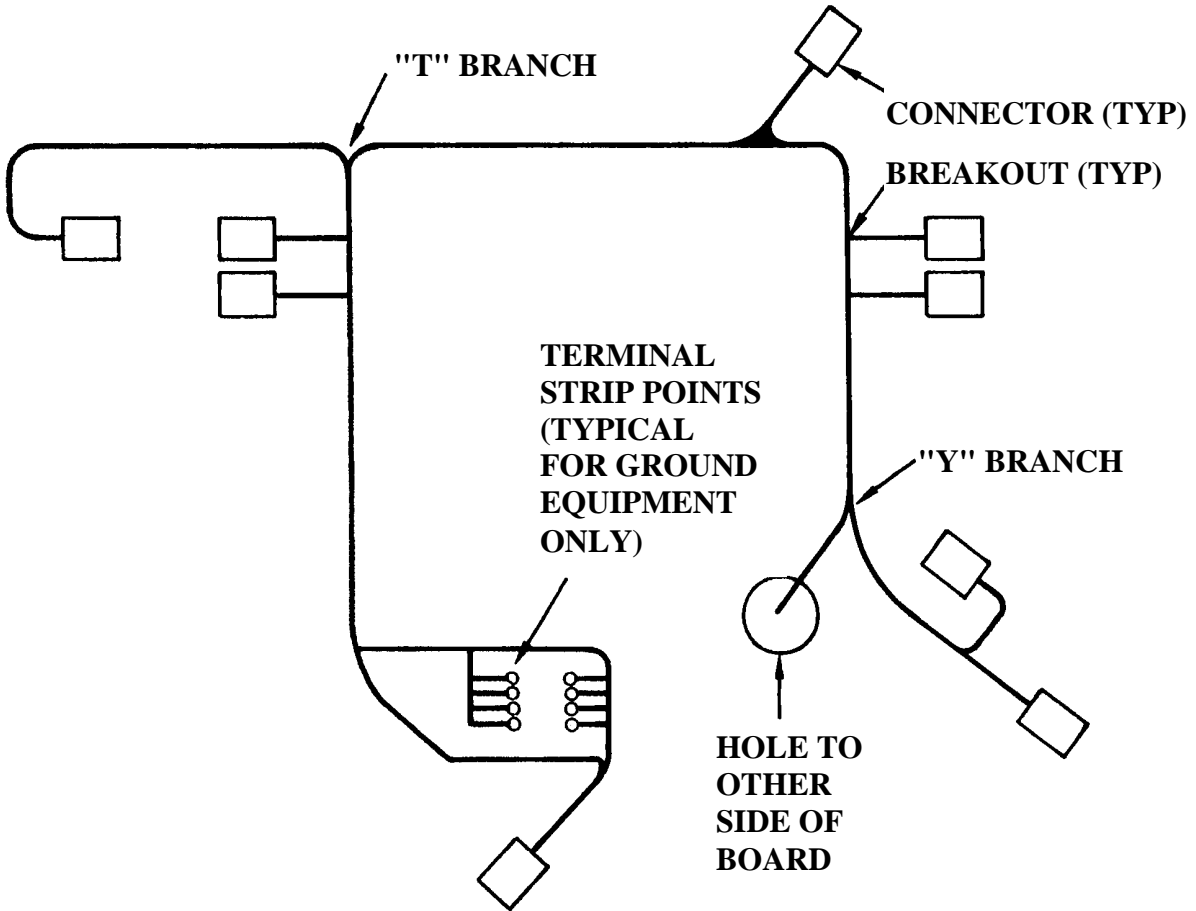 "T" BRANCH
CONNECTOR (TYP)
BREAKOUT (TYP)
TERMINAL
STRIP POINTS
(TYPICAL
FOR GROUND
EQUIPMENT
ONLY)
"Y" BRANCH
HOLE TO
OTHER
SIDE OF
BOARD